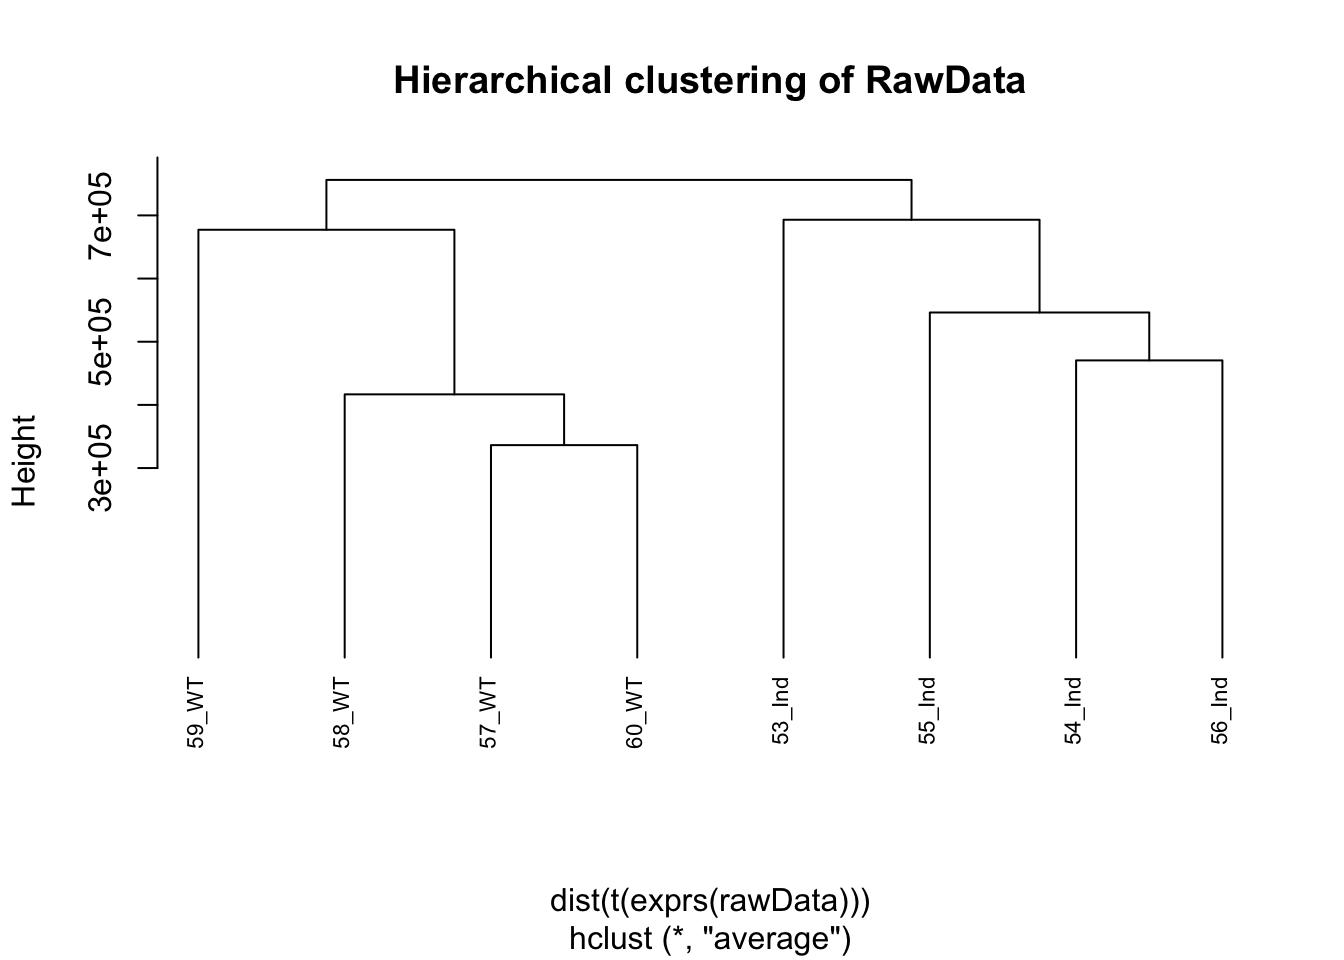 Hierarchical clustering of RawData
Height
7e+05
5e+05
3e+05
59_WT
58_WT
57_WT
60_WT
53_Ind
55_Ind
54_Ind
56_Ind
dist(t(exprs(rawData)))
hclust (*, "average")